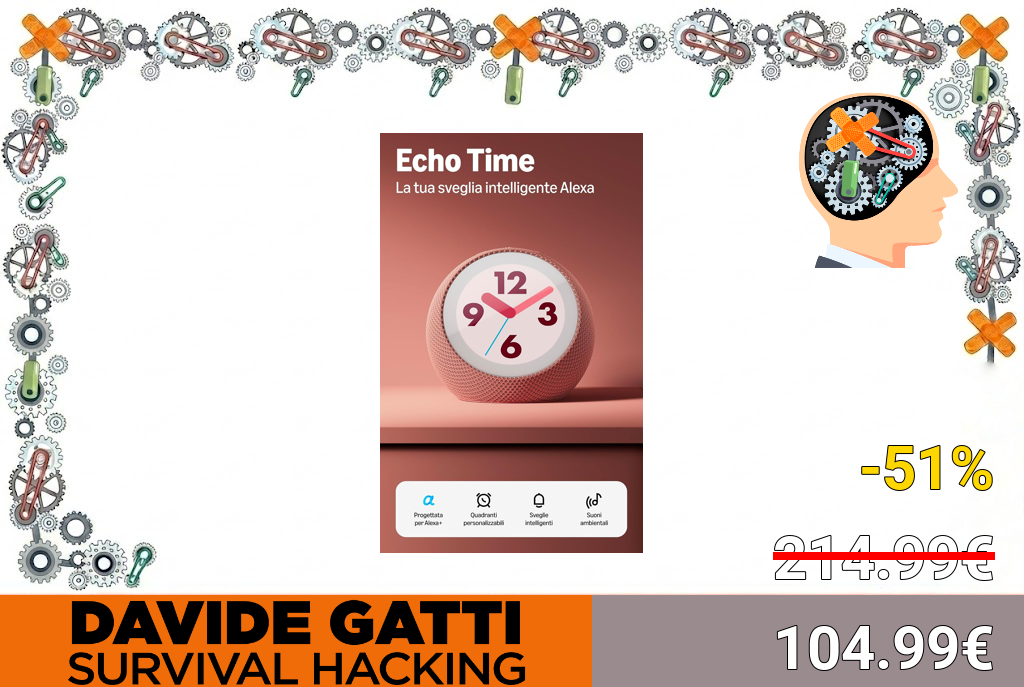 Echo Time
La tua sveglia intelligente Alexa
12
9 3
6
Progettata per Alexa+
Quadranti personalizzabili
Sveglie intelligenti
Suoni ambientali
-51%
214.99€
DAVIDE GATTI
SURVIVAL HACKING
104.99€